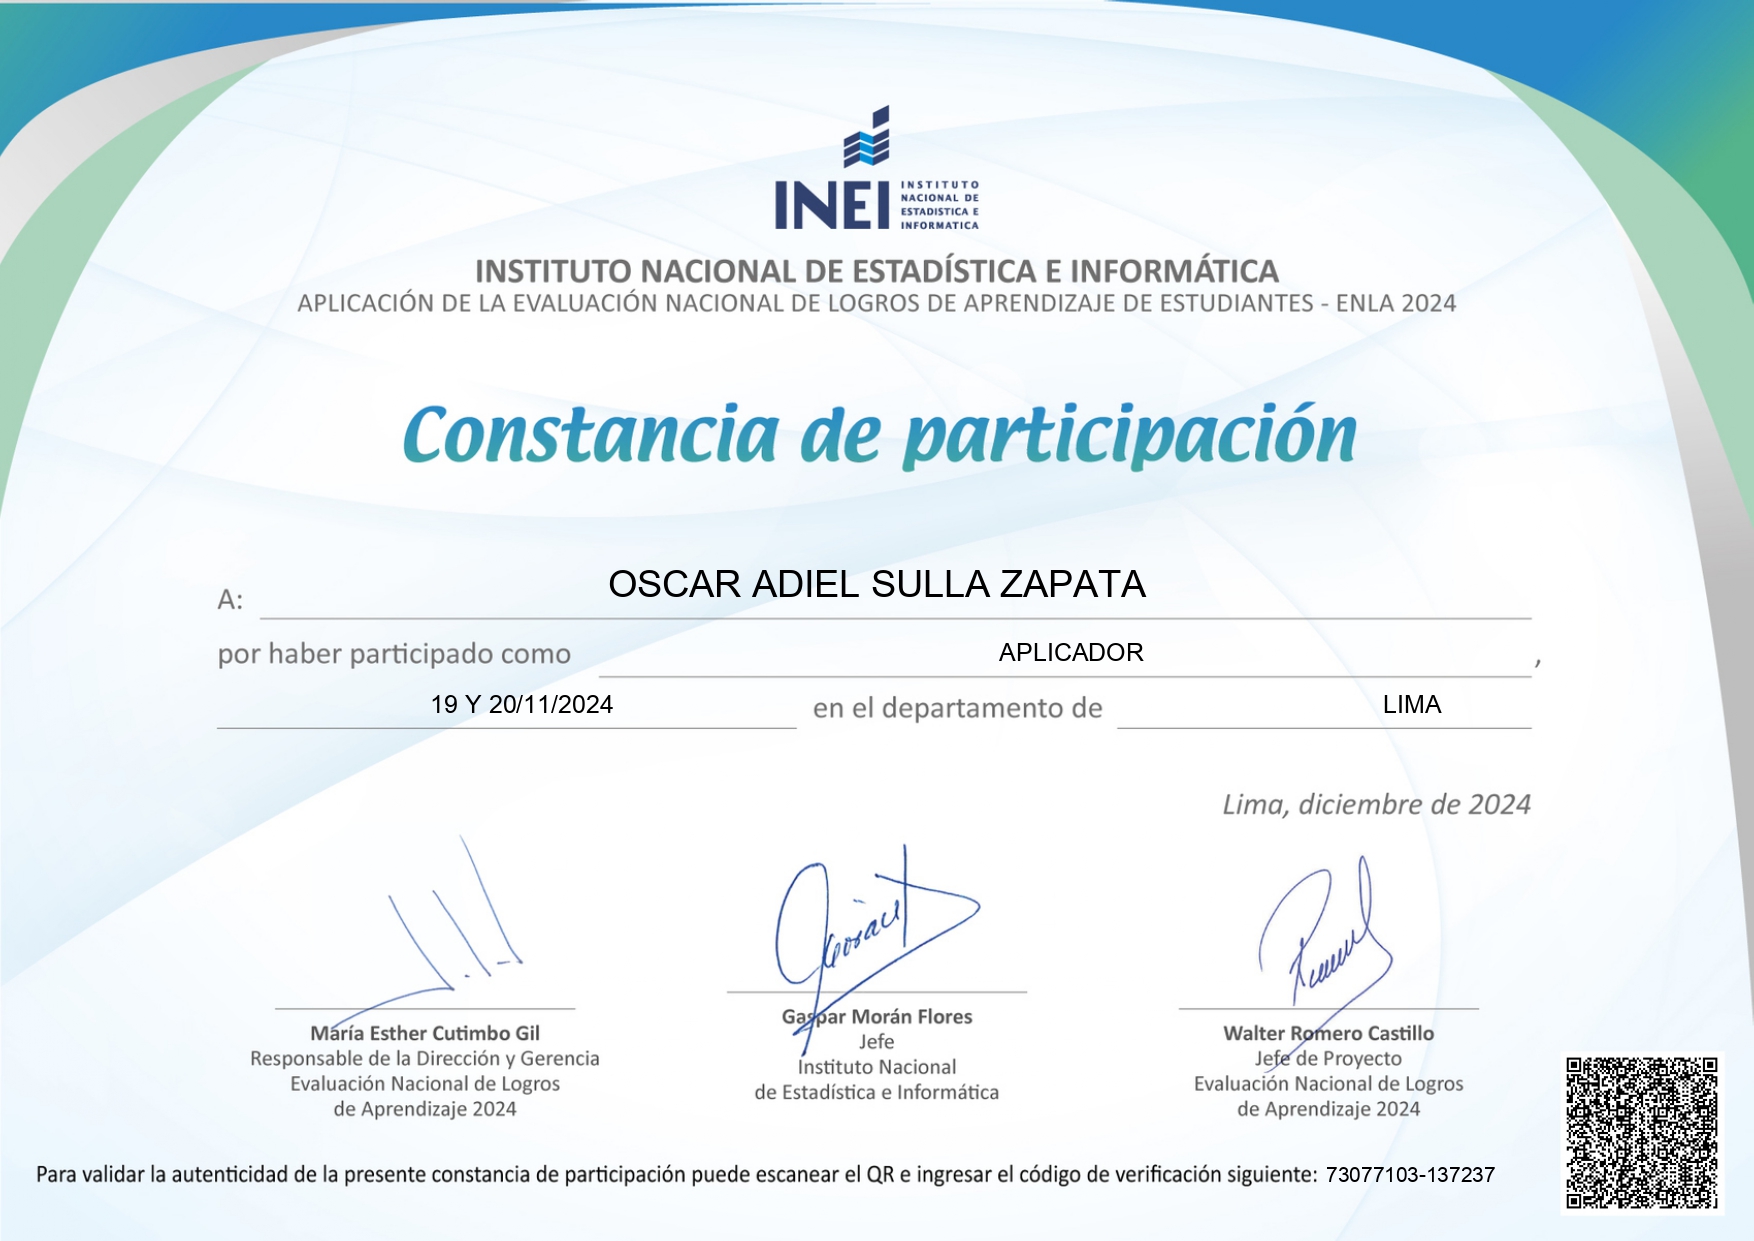 INEI
INSTITUTO
NACIONAL DE
ESTADISTICA E
INFORMATICA
INSTITUTO NACIONAL DE ESTADÍSTICA E INFORMÁTICA
APLICACIÓN DE LA EVALUACIÓN NACIONAL DE LOGROS DE APRENDIZAJE DE ESTUDIANTES - ENLA 2024
Constancia de participación
A: OSCAR ADIEL SULLA ZAPATA
por haber participado como APLICADOR,
19 Y 20/11/2024 en el departamento de LIMA
Lima, diciembre de 2024
María Esther Cutimbo Gil
Responsable de la Dirección y Gerencia
Evaluación Nacional de Logros
de Aprendizaje 2024
Gaspar Morán Flores
Jefe
Instituto Nacional
de Estadística e Informática
Walter Romero Castillo
Jefe de Proyecto
Evaluación Nacional de Logros
de Aprendizaje 2024
Para validar la autenticidad de la presente constancia de participación puede escanear el QR e ingresar el código de verificación siguiente: 73077103-137237